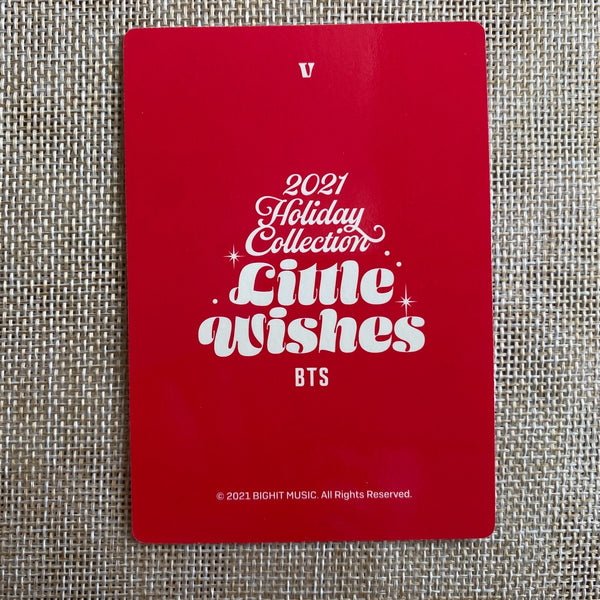 V
2021
Holiday
Collection
Little
Wishes
BTS
© 2021 BIGHIT MUSIC. All Rights Reserved.